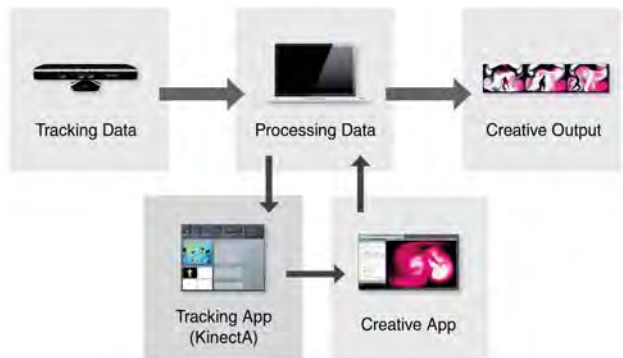 Tracking Data
Processing Data
Creative Output
Tracking App
(KinectA)
Creative App